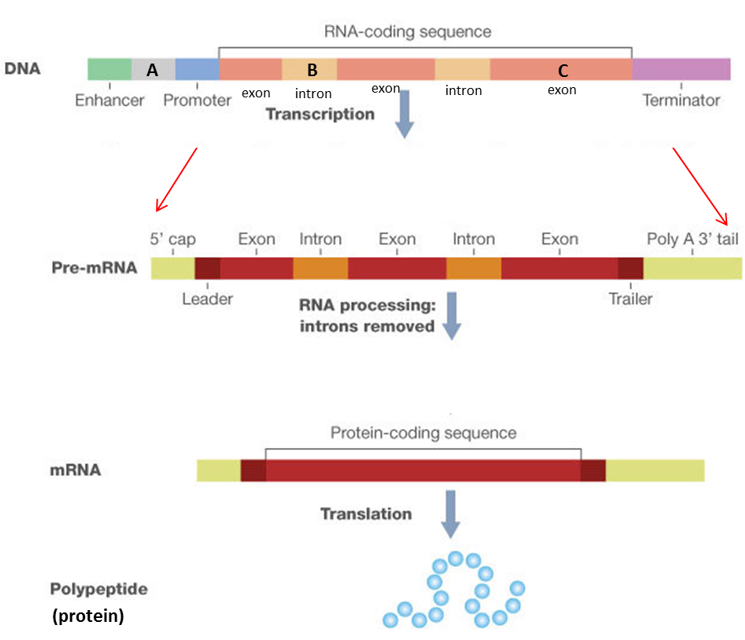 RNA-coding sequence
DNA
A
B
C
Enhancer
Promoter
exon
intron
exon
intron
exon
Terminator
Transcription
5’ cap
Exon
Intron
Exon
Intron
Exon
Poly A 3’ tail
Pre-mRNA
Leader
Trailer
RNA processing:
introns removed
Protein-coding sequence
mRNA
Translation
Polypeptide
(protein)